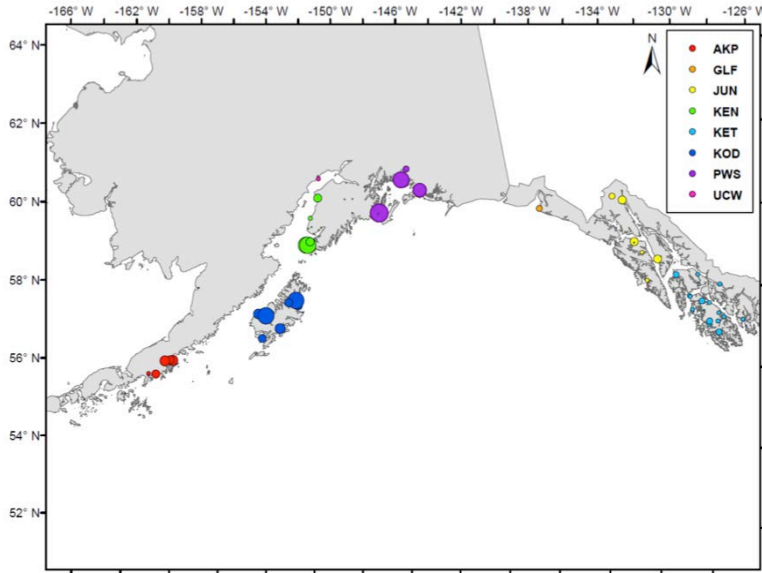 -166° W -162° W -158° W -154° W -150° W -146° W -142° W -138° W -134° W -130° W -126° W
64° N
62° N
60° N
58° N
56° N
54° N
52° N
N
AKP
GLF
JUN
KEN
KET
KOD
PWS
UCW